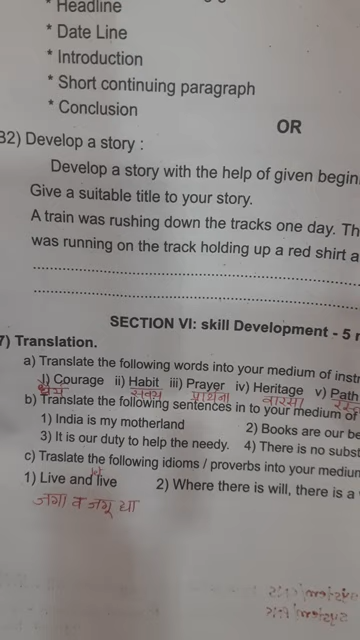 * Headline
* Date Line
* Introduction
* Short continuing paragraph
* Conclusion
OR
32) Develop a story :
Develop a story with the help of given begin
Give a suitable title to your story.
A train was rushing down the tracks one day. Th
was running on the track holding up a red shirt a
SECTION VI: skill Development - 5
7) Translation.
a) Translate the following words into your medium of instr
i) Courage ii) Habit iii) Prayer iv) Heritage v) Path
सवय प्रार्थना वारसा
b) Translate the following sentences in to your medium of
1) India is my motherland 2) Books are our be
3) It is our duty to help the needy. 4) There is no subst
c) Traslate the following idioms / proverbs into your medium
1) Live and live 2) Where there is will, there is a
जगा व जगू द्या